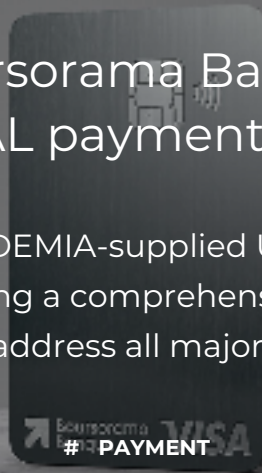 rsorama Ba
AL payment
DEMIA-supplied U
ng a comprehens
address all major
Boursorama
VISA
# PAYMENT